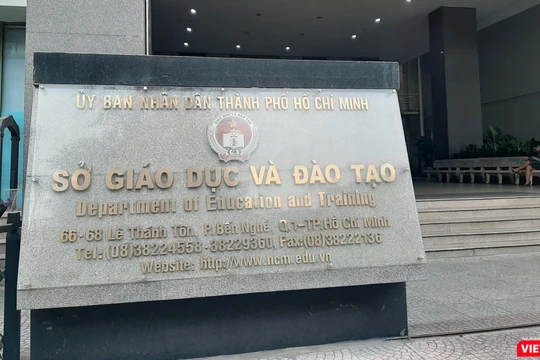 ỦY BAN NHÂN DÂN THÀNH PHỐ HỒ CHÍ MINH
SỞ GIÁO DỤC VÀ ĐÀO TẠO
Department of Education and Training
66-68 Lê Thánh Tôn, P.Bến Nghé, Q.1-TP.Hồ Chí Minh
Tel:(08)38224558-38229360, Fax:(08)38222136
Website: http:/www.hcm.edu.vn
VIET